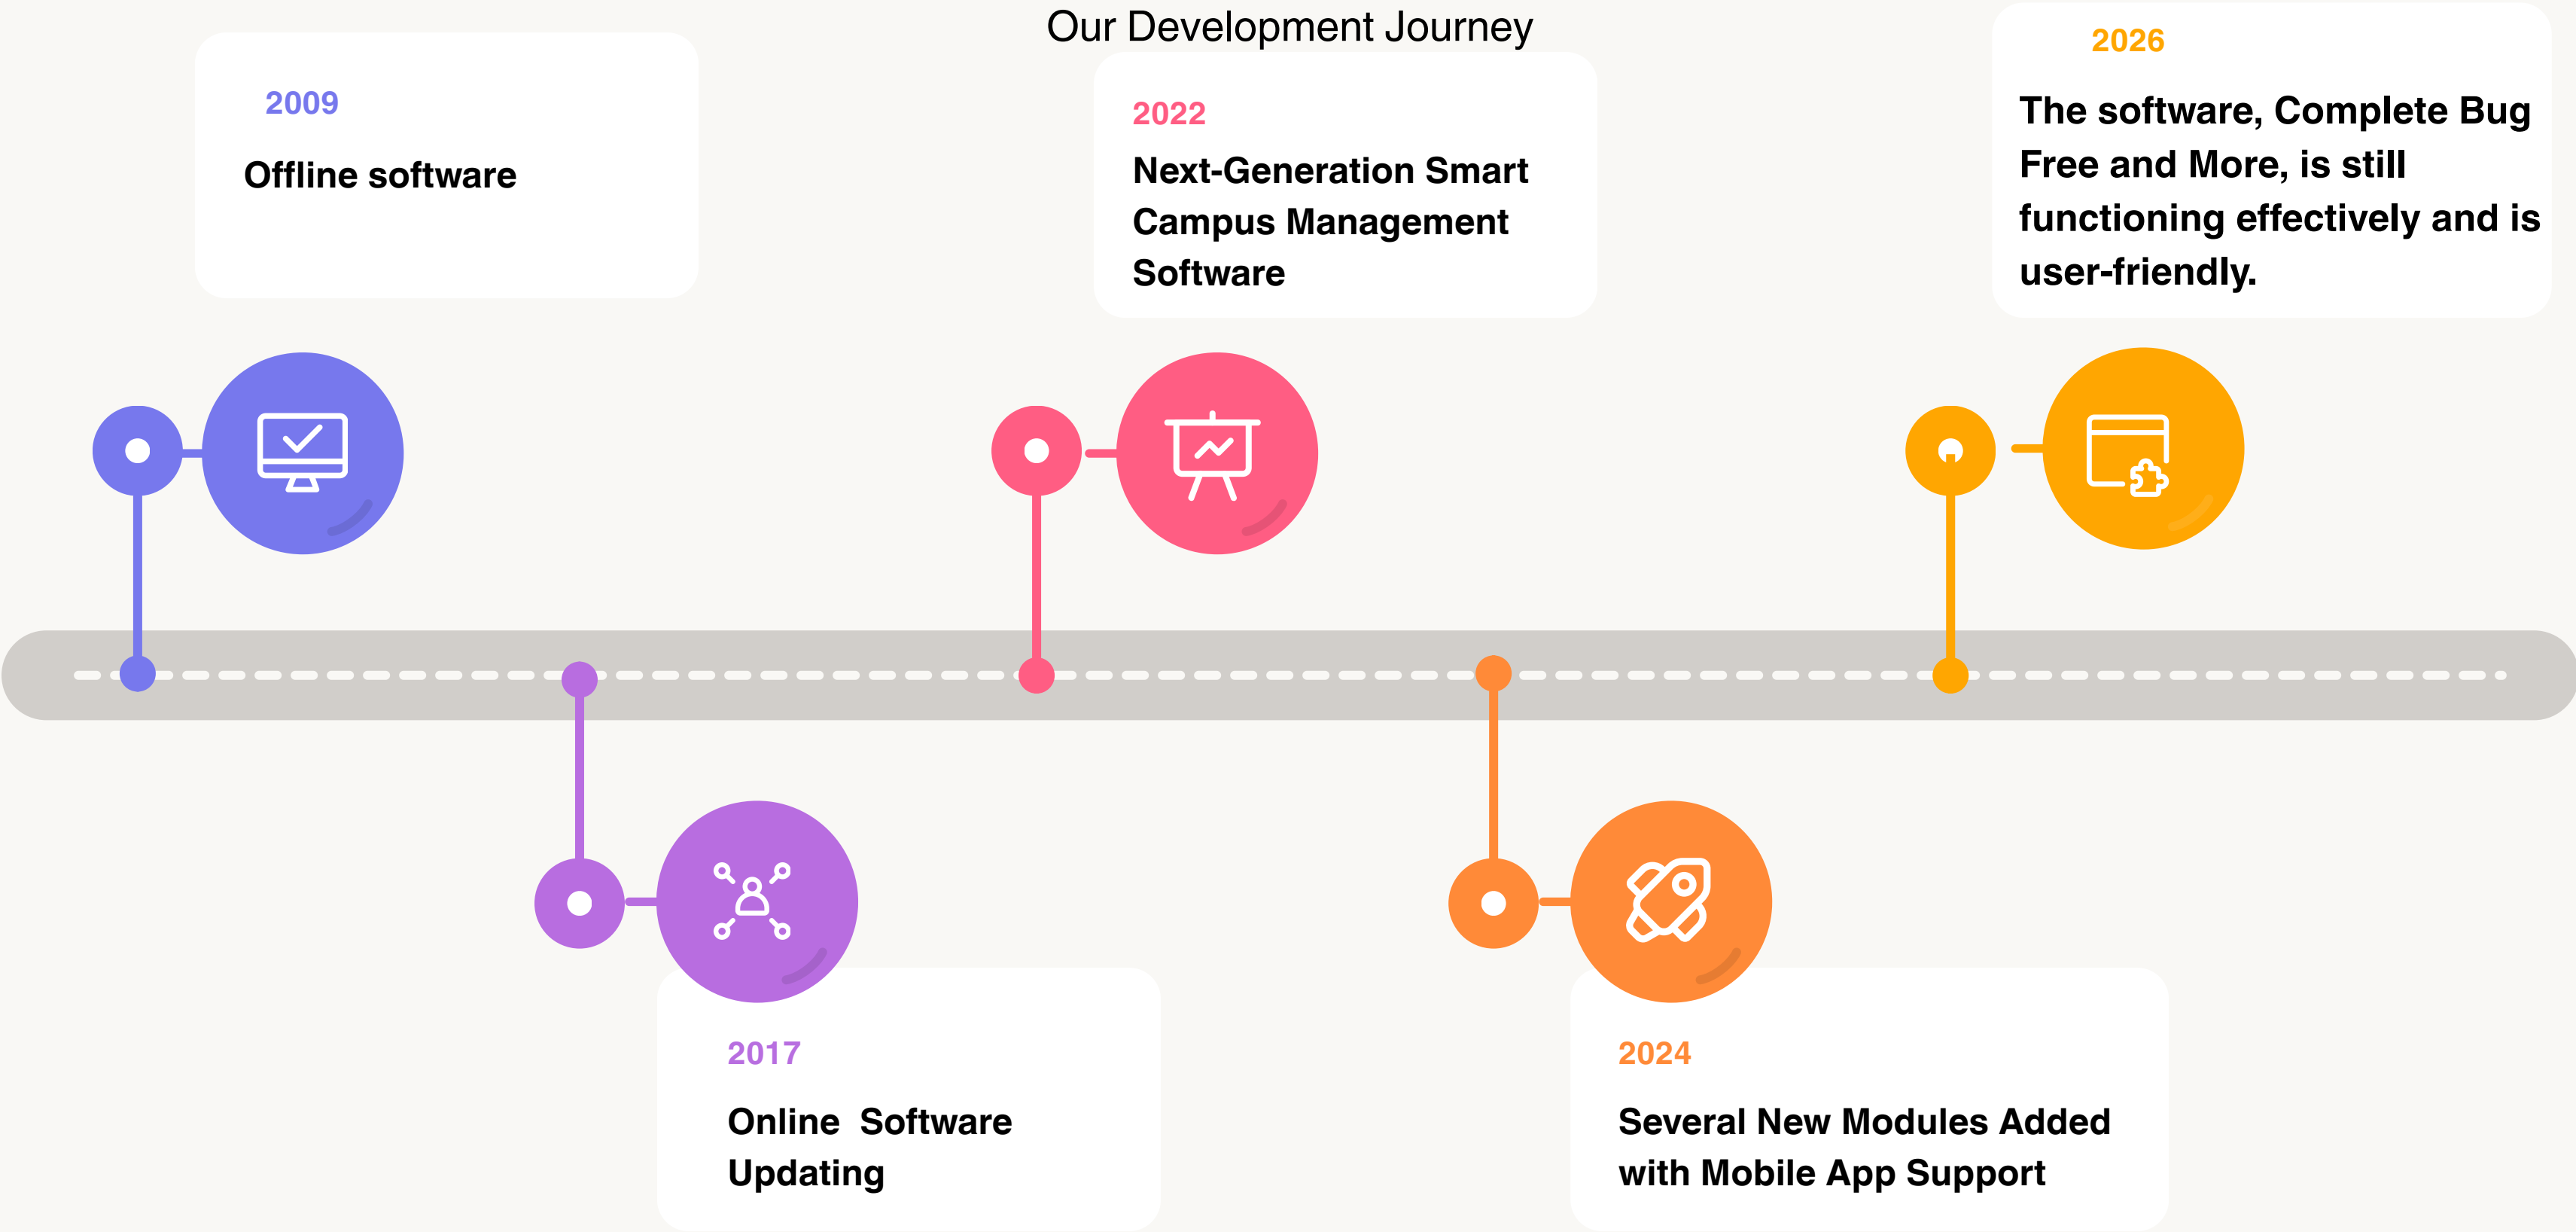 Our Development Journey
2009
Offline software
2022
Next-Generation Smart
Campus Management
Software
2026
The software, Complete Bug
Free and More, is still
functioning effectively and is
user-friendly.
2017
Online  Software
Updating
2024
Several New Modules Added
with Mobile App Support